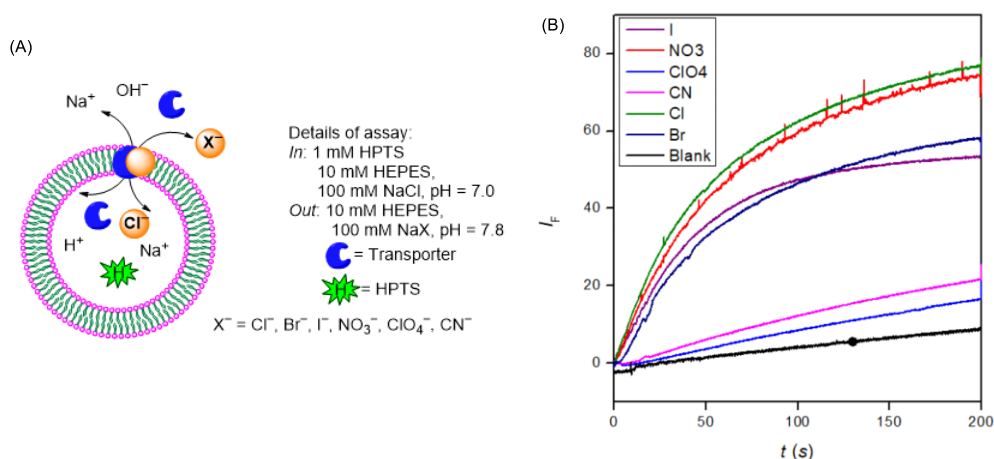 (A)
OH⁻
Na⁺
X⁻
Cl⁻
H⁺
Na⁺
H
Details of assay:
In: 1 mM HPTS
10 mM HEPES,
100 mM NaCl, pH = 7.0
Out: 10 mM HEPES,
100 mM NaX, pH = 7.8
= Transporter
H = HPTS
X⁻ = Cl⁻, Br⁻, I⁻, NO₃⁻, ClO₄⁻, CN⁻
(B)
I
NO3
ClO4
CN
Cl
Br
Blank
80
60
40
20
0
I_F
0 50 100 150 200
t (s)